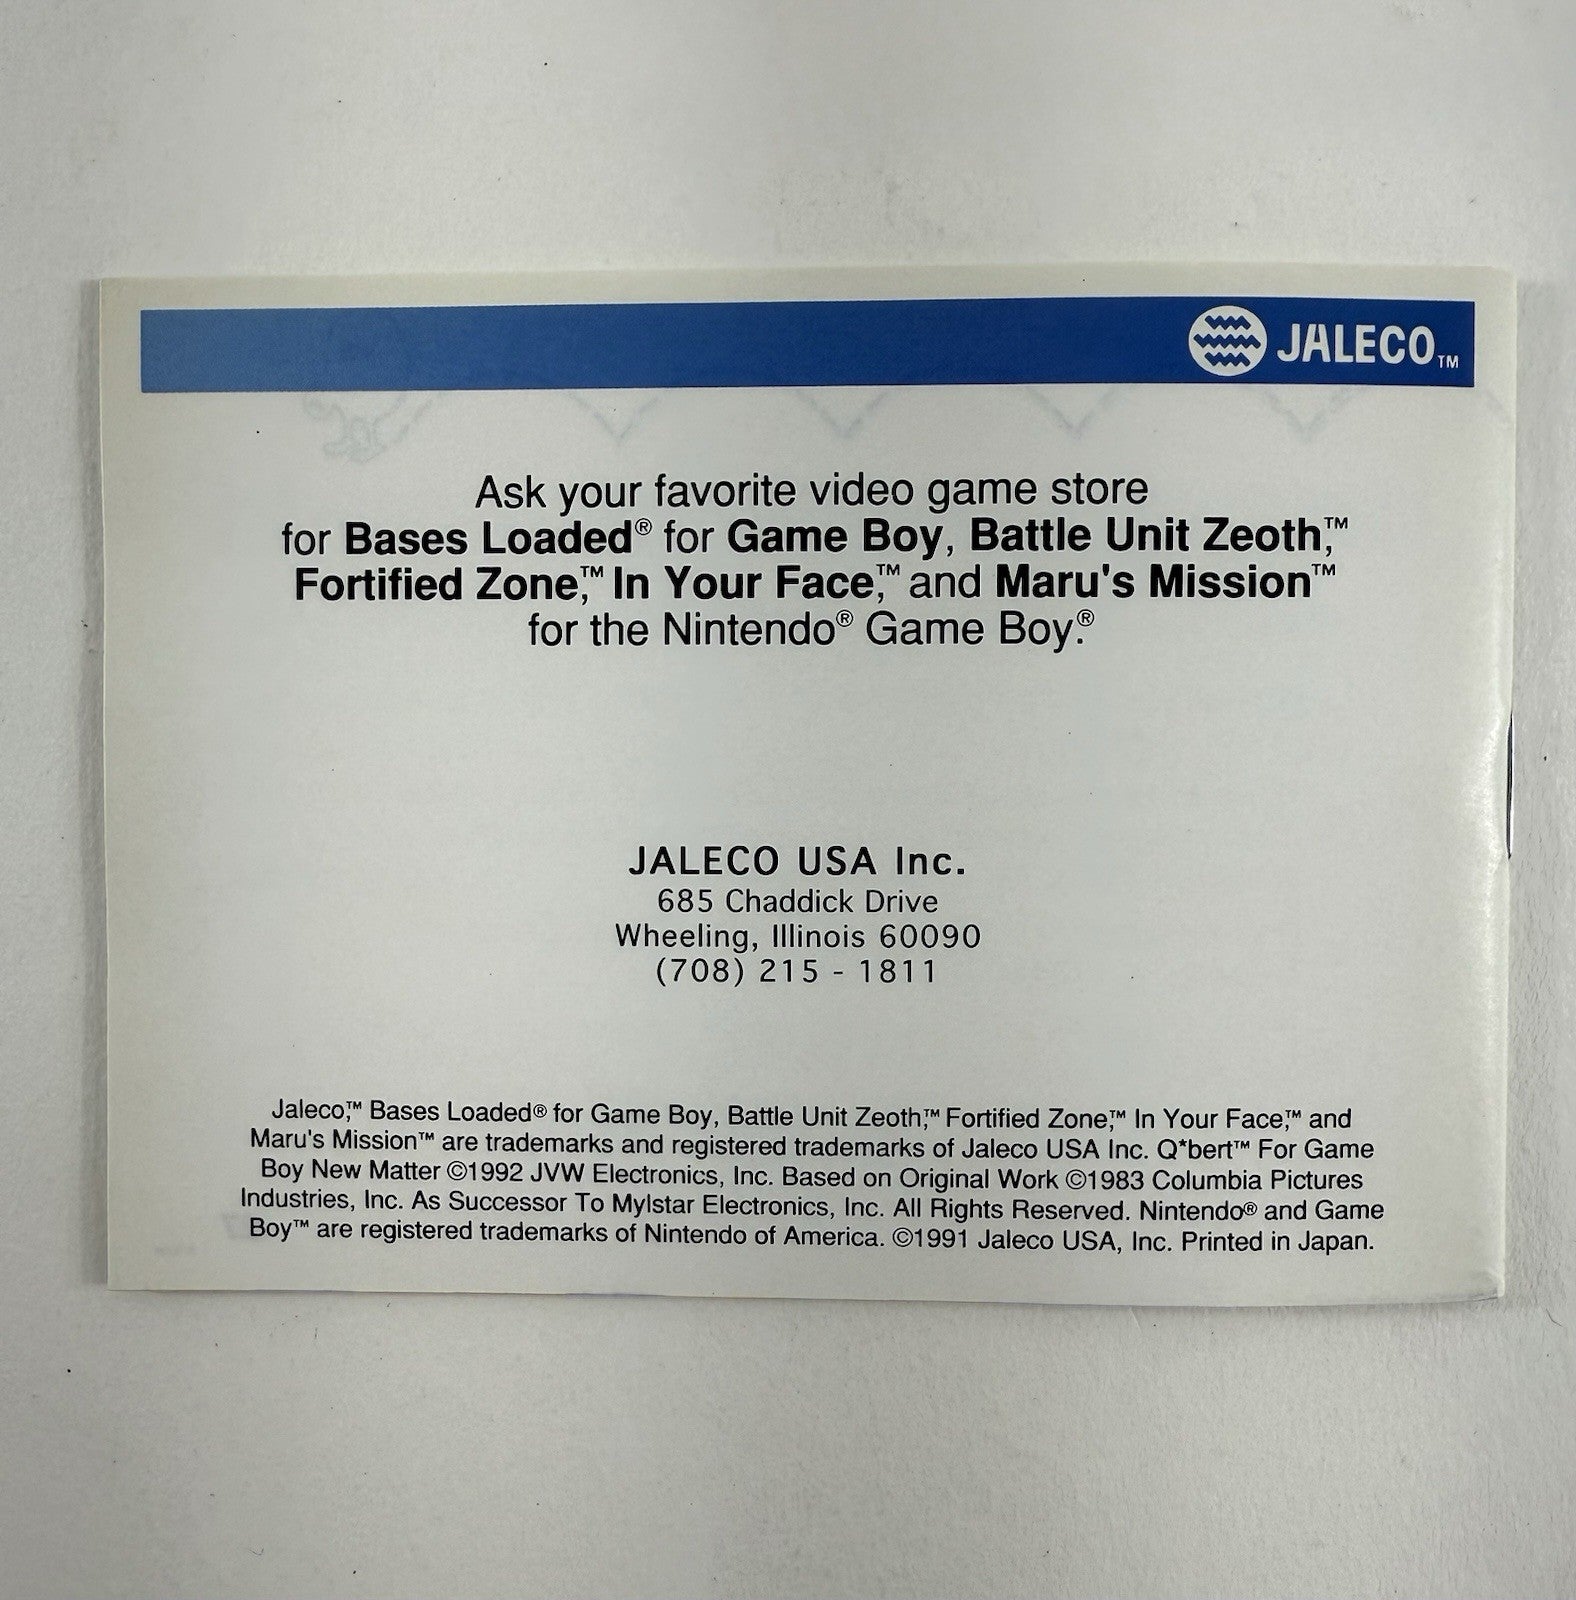 JALECO™
Ask your favorite video game store
for Bases Loaded® for Game Boy, Battle Unit Zeoth,™
Fortified Zone,™ In Your Face,™ and Maru's Mission™
for the Nintendo® Game Boy.®
JALECO USA Inc.
685 Chaddick Drive
Wheeling, Illinois 60090
(708) 215 - 1811
Jaleco,™ Bases Loaded® for Game Boy, Battle Unit Zeoth,™ Fortified Zone,™ In Your Face,™ and
Maru's Mission™ are trademarks and registered trademarks of Jaleco USA Inc. Q*bert™ For Game
Boy New Matter ©1992 JVW Electronics, Inc. Based on Original Work ©1983 Columbia Pictures
Industries, Inc. As Successor To Mylstar Electronics, Inc. All Rights Reserved. Nintendo® and Game
Boy™ are registered trademarks of Nintendo of America. ©1991 Jaleco USA, Inc. Printed in Japan.